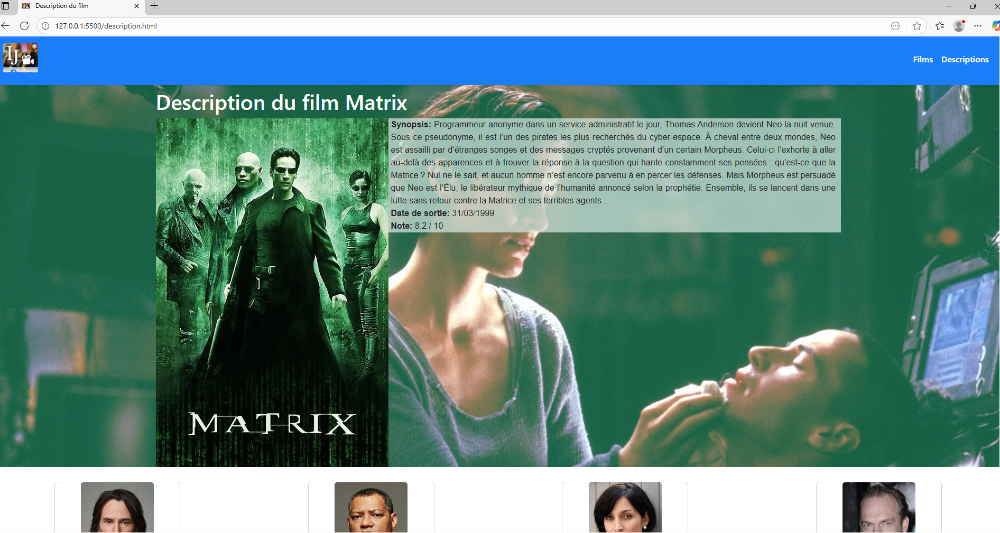 Description du film
127.0.0.1:5500/description.html
IJ
Films Descriptions
Description du film Matrix
Synopsis: Programmeur anonyme dans un service administratif le jour, Thomas Anderson devient Neo la nuit venue.
Sous ce pseudonyme, il est l’un des pirates les plus recherchés du cyber-espace. À cheval entre deux mondes, Neo
est assailli par d’étranges songes et des messages cryptés provenant d’un certain Morpheus. Celui-ci l’exhorte à aller
au-delà des apparences et à trouver la réponse à la question qui hante constamment ses pensées : qu’est-ce que la
Matrice ? Nul ne le sait, et aucun homme n’est encore parvenu à en percer les défenses. Mais Morpheus est persuadé
que Neo est l’Élu, le libérateur mythique de l’humanité annoncé selon la prophétie. Ensemble, ils se lancent dans une
lutte sans retour contre la Matrice et ses terribles agents…
Date de sortie: 31/03/1999
Note: 8.2 / 10
MATRIX